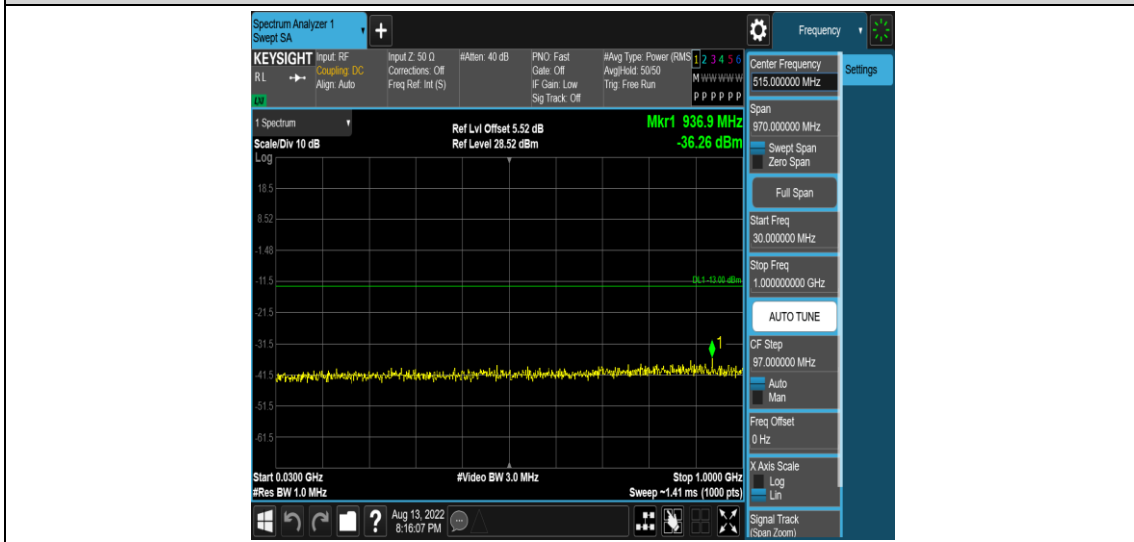 Spectrum Analyzer 1
Swept SA
Frequency
KEYSIGHT
RL
LXI
Input: RF
Coupling: DC
Align: Auto
Input Z: 50 Ω
Corrections: Off
Freq Ref: Int (S)
#Atten: 40 dB
PNO: Fast
Gate: Off
IF Gain: Low
Sig Track: Off
#Avg Type: Power (RMS
Avg|Hold: 50/50
Trig: Free Run
1 2 3 4 5 6
M W W W W W
P P P P P P
1 Spectrum
Scale/Div 10 dB
Ref Lvl Offset 5.52 dB
Ref Level 28.52 dBm
Mkr1 936.9 MHz
-36.26 dBm
Log
18.5
8.52
-1.48
-11.5
DL1 -13.00 dBm
-21.5
-31.5
1
-41.5
-51.5
-61.5
Start 0.0300 GHz
#Res BW 1.0 MHz
#Video BW 3.0 MHz
Stop 1.0000 GHz
Sweep ~1.41 ms (1000 pts)
Aug 13, 2022
8:16:07 PM
Center Frequency
515.000000 MHz
Settings
Span
970.000000 MHz
Swept Span
Zero Span
Full Span
Start Freq
30.000000 MHz
Stop Freq
1.000000000 GHz
AUTO TUNE
CF Step
97.000000 MHz
Auto
Man
Freq Offset
0 Hz
X Axis Scale
Log
Lin
Signal Track
(Span Zoom)